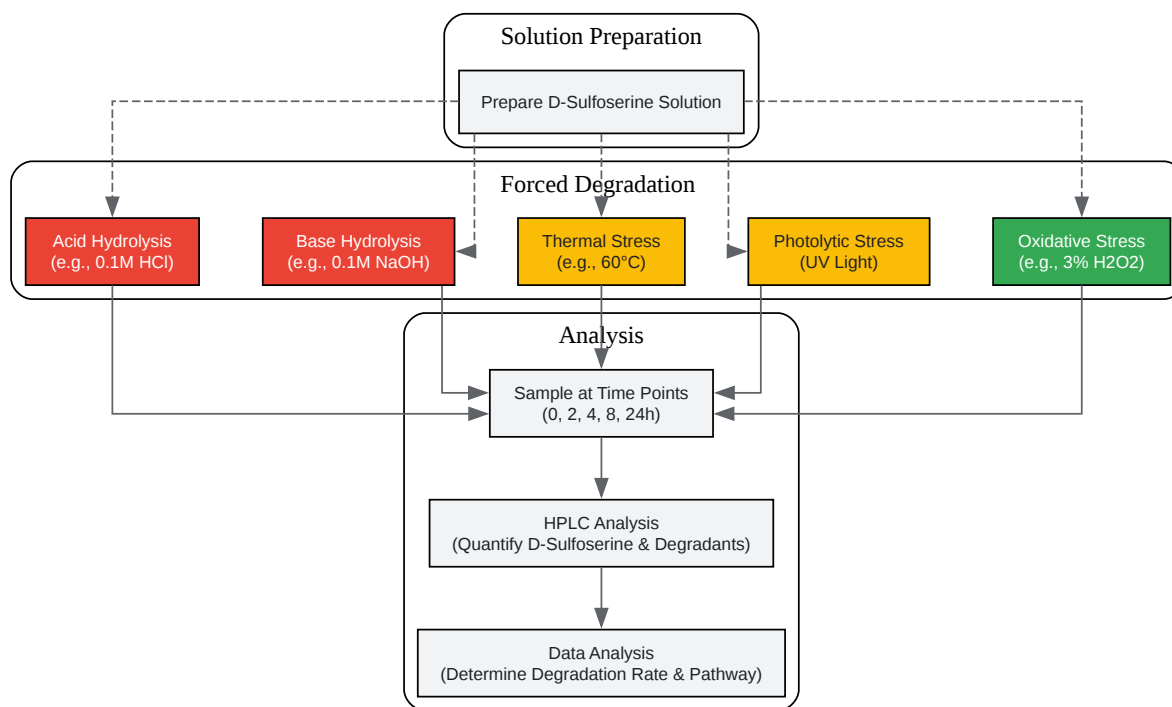 Solution Preparation
Prepare D-Sulfoserine Solution
Forced Degradation
Acid Hydrolysis
(e.g., 0.1M HCl)
Base Hydrolysis
(e.g., 0.1M NaOH)
Thermal Stress
(e.g., 60°C)
Photolytic Stress
(UV Light)
Oxidative Stress
(e.g., 3% H2O2)
Analysis
Sample at Time Points
(0, 2, 4, 8, 24h)
HPLC Analysis
(Quantify D-Sulfoserine & Degradants)
Data Analysis
(Determine Degradation Rate & Pathway)